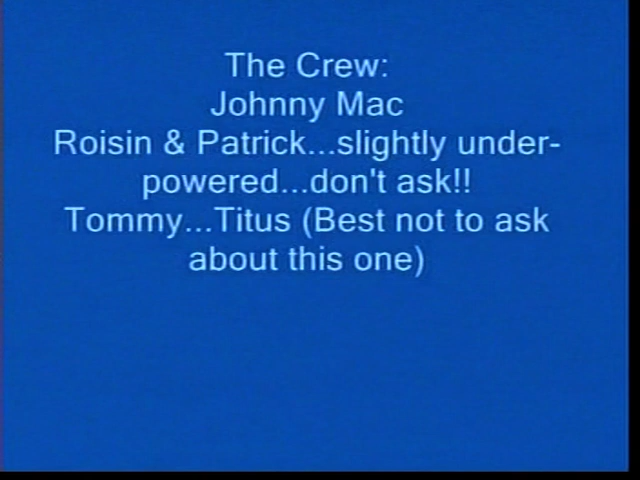 The Crew:
Johnny Mac
Roisin & Patrick...slightly under-
powered...don't ask!!
Tommy...Titus (Best not to ask
about this one)